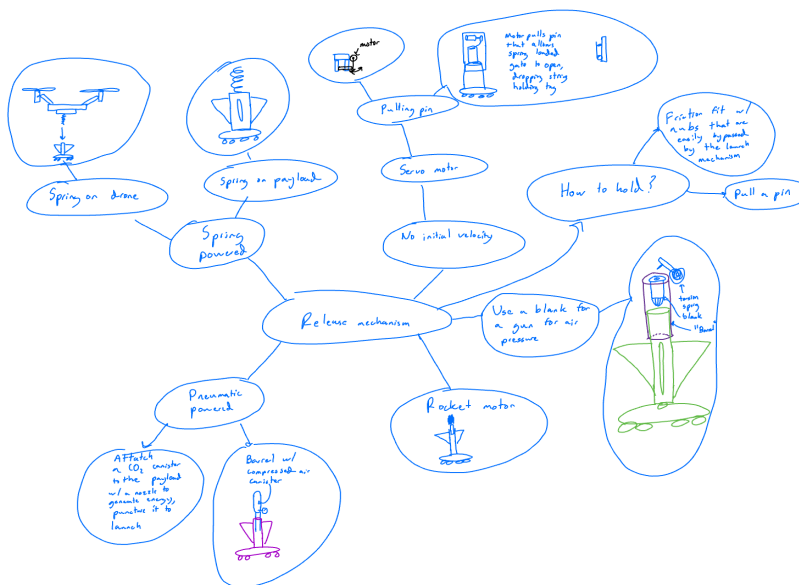 motor
Motor pulls pin
that allows
spring loaded
gate to open,
dropping string
holding tag
Pulling pin
Friction fit w/
nubs that are
easily bypassed
by the launch
mechanism
Spring on drone
Spring on payload
Servo motor
How to hold?
Pull a pin
Spring
powered
No initial velocity
torsion
spring
blank
"Barrel"
Release mechanism
Use a blank for
a gun for air
pressure
Pneumatic
powered
Rocket motor
Attatch
a CO2 canister
to the payload
w/ a nozzle to
generate energy,
puncture it to
launch
Barrel w/
compressed air
canister